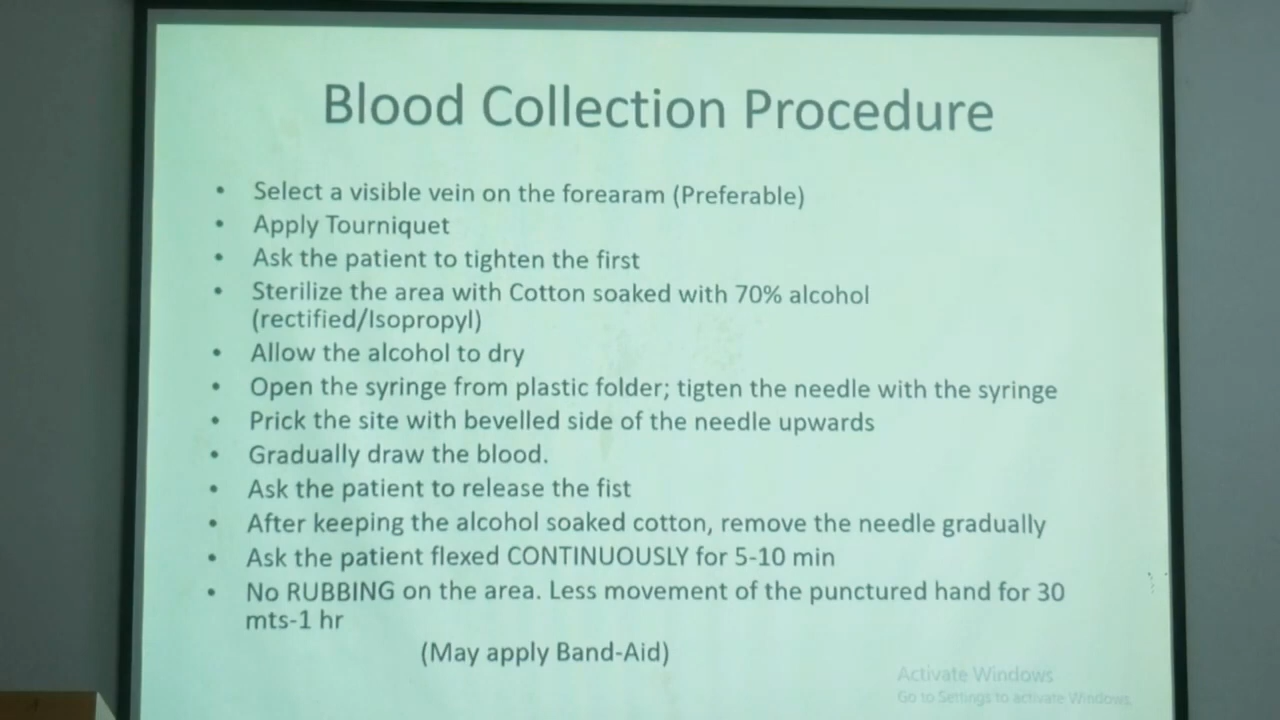 Blood Collection Procedure
• Select a visible vein on the forearam (Preferable)
• Apply Tourniquet
• Ask the patient to tighten the first
• Sterilize the area with Cotton soaked with 70% alcohol
(rectified/Isopropyl)
• Allow the alcohol to dry
• Open the syringe from plastic folder; tigten the needle with the syringe
• Prick the site with bevelled side of the needle upwards
• Gradually draw the blood.
• Ask the patient to release the fist
• After keeping the alcohol soaked cotton, remove the needle gradually
• Ask the patient flexed CONTINUOUSLY for 5-10 min
• No RUBBING on the area. Less movement of the punctured hand for 30
mts-1 hr
(May apply Band-Aid)
Activate Windows
Go to Settings to activate Windows.